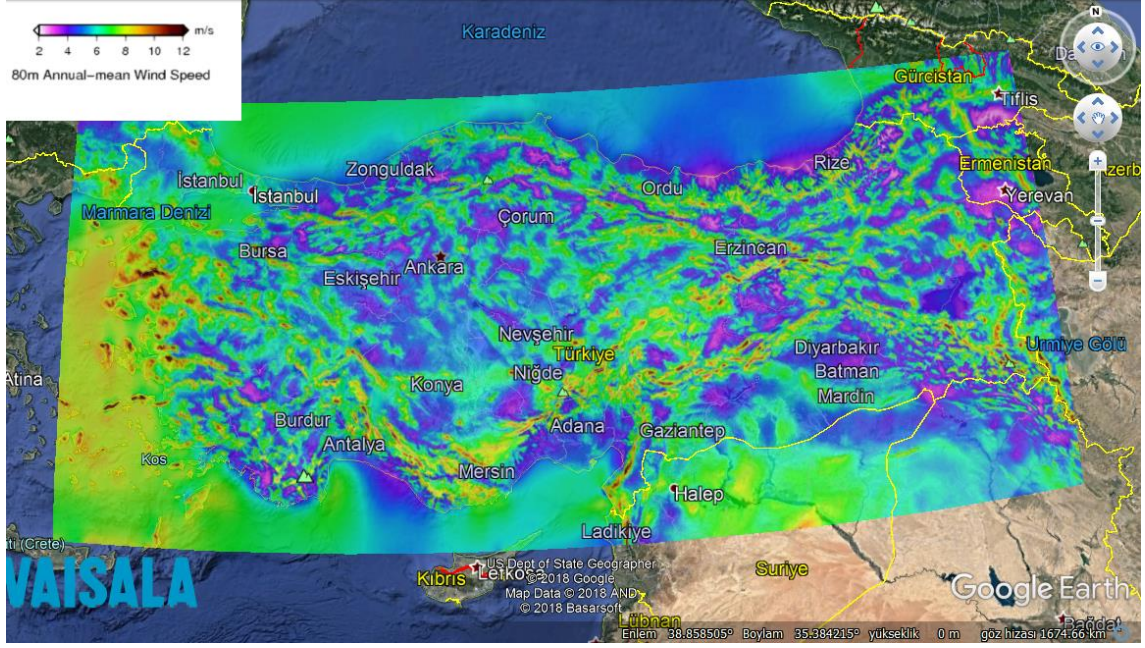 m/s
2 4 6 8 10 12
80m Annual-mean Wind Speed
Karadeniz
N
Gürcistan
Tiflis
Zonguldak
Rize
Ermenistan
İstanbul
İstanbul
Ordu
Yerevan
Marmara Denizi
Çorum
Bursa
Erzincan
Ankara
Eskişehir
Nevşehir
Türkiye
Diyarbakır
Urmiye Gölü
Niğde
Batman
Atina
Konya
Mardin
Burdur
Adana
Gaziantep
Antalya
Kos
Mersin
Halep
Ladikiye
(Crete)
US Dept of State Geographer
© 2018 Google
Map Data © 2018 AND
© 2018 Basarsoft
Kıbrıs
Lefkoşa
Suriye
VAISALA
Google Earth
Lübnan
Bağdat
Enlem 38.858505° Boylam 35.384215° yükseklik 0 m göz hizası 1674.66 km